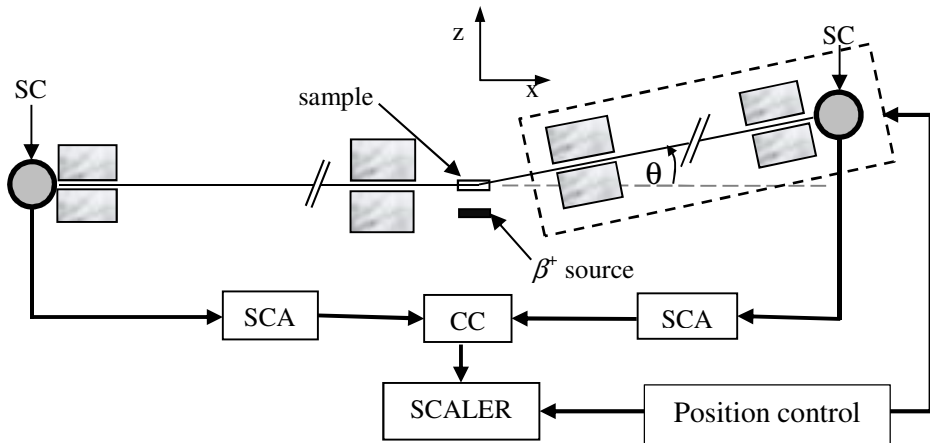 z
SC
x
SC
sample
θ
β⁺ source
SCA
CC
SCA
SCALER
Position control